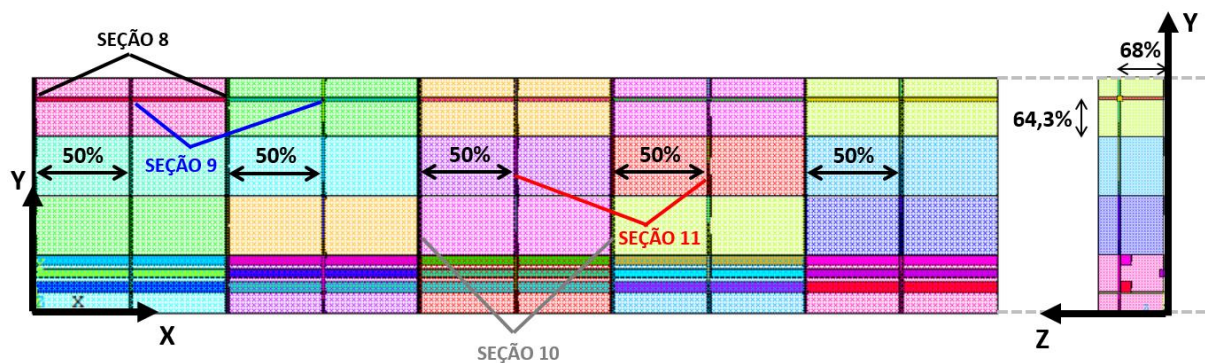 SEÇÃO 8
Y
68%
64,3%
50%
50%
50%
50%
50%
SEÇÃO 9
Y
SEÇÃO 11
X
X
Z
SEÇÃO 10